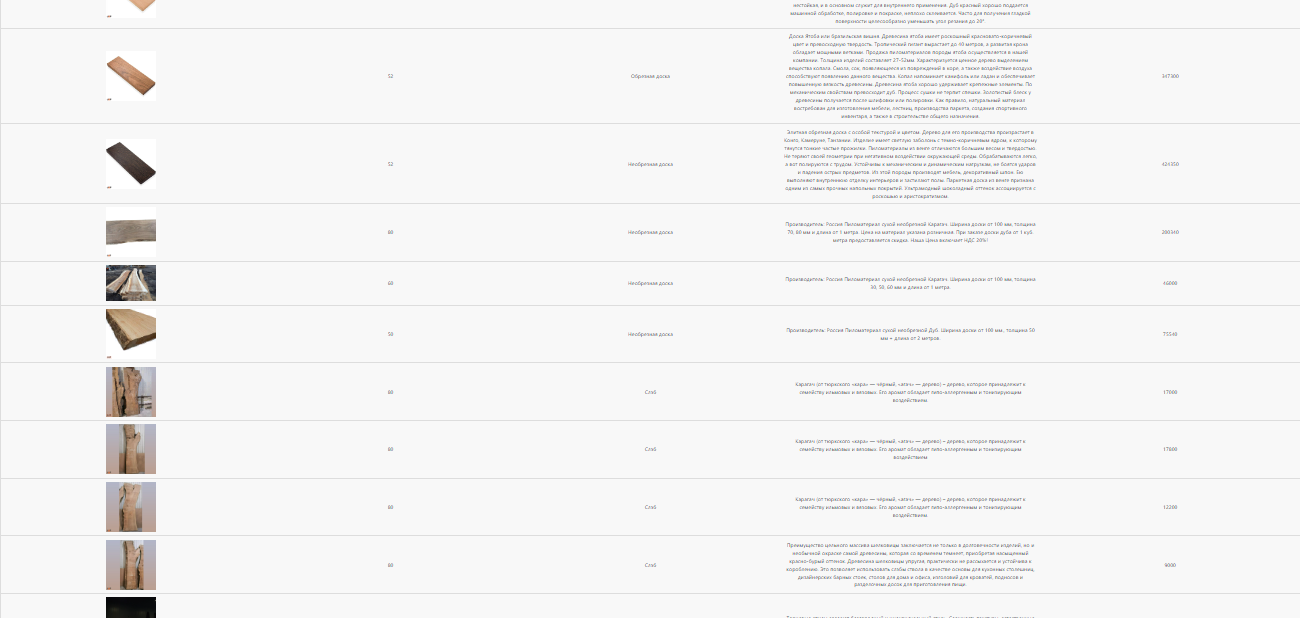 нестойкая, и в основном служит для внутреннего применения. Дуб красный хорошо поддается
машинной обработке, полировке и покраске, неплохо склеивается. Часто для получения гладкой
поверхности целесообразно уменьшать угол резания до 20°.
52
Обрезная доска
Доска Ятоба или бразильская вишня. Древесина ятоба имеет роскошный красновато-коричневый
цвет и превосходную твердость. Тропический гигант вырастает до 40 метров, а развитая крона
обладает мощными ветками. Продажа пиломатериалов породы ятоба осуществляется в нашей
компании. Толщина изделий составляет 27-52мм. Характеризуется ценное дерево выделением
вещества копала. Смола, сок, появляющаяся из повреждений в коре, а также воздействие воздуха
способствуют появлению данного вещества. Копал напоминает канифоль или ладан и обеспечивает
повышенную вязкость древесины. Древесина ятоба хорошо удерживает крепежные элементы. По
механическим свойствам превосходит дуб. Процесс сушки не терпит спешки. Золотистый блеск у
древесины получается после шлифовки или полировки. Как правило, натуральный материал
востребован для изготовления мебели, лестниц, производства паркета, создания спортивного
инвентаря, а также в строительстве общего назначения.
347300
52
Необрезная доска
Элитная обрезная доска с особой текстурой и цветом. Дерево для его производства произрастает в
Конго, Камеруне, Танзании. Изделия имеет светлую заболонь с темно-коричневым ядром, к которому
тянутся тонкие частые прожилки. Пиломатериалы из венге отличаются большим весом и твердостью.
Не теряют своей геометрии при негативном воздействии окружающей среды. Обрабатываются легко,
а вот полируются с трудом. Устойчивы к механическим и динамическим нагрузкам, не боятся ударов
и падения острых предметов. Из этой породы производят мебель, декоративный шпон. Ею
выполняют внутреннюю отделку интерьеров и застилают полы. Паркетная доска из венге признана
одним из самых прочных напольных покрытий. Ультрамодный шоколадный оттенок ассоциируется с
роскошью и аристократизмом.
434350
80
Необрезная доска
Производитель: Россия Пиломатериал сухой необрезной Карагач. Ширина доски от 100 мм, толщина
70, 80 мм и длина от 1 метра. Цена на материал указана розничная. При заказе доски дуба от 1 куб.
метра предоставляется скидка. Наша Цена включает НДС 20%!
200340
60
Необрезная доска
Производитель: Россия Пиломатериал сухой необрезной Карагач. Ширина доски от 100 мм, толщина
30, 50, 60 мм и длина от 1 метра.
46000
50
Необрезная доска
Производитель: Россия Пиломатериал сухой необрезной Дуб. Ширина доски от 100 мм, толщина 50
мм + длина от 2 метров.
75540
80
Слэб
Карагач (от тюркского «кара» — чёрный, «агач» — дерево) – дерево, которое принадлежит к
семейству ильмовых и вязовых. Его аромат обладает гипо-аллергенным и тонизирующим
воздействием.
17000
80
Слэб
Карагач (от тюркского «кара» — чёрный, «агач» — дерево) – дерево, которое принадлежит к
семейству ильмовых и вязовых. Его аромат обладает гипо-аллергенным и тонизирующим
воздействием.
17800
80
Слэб
Карагач (от тюркского «кара» — чёрный, «агач» — дерево) – дерево, которое принадлежит к
семейству ильмовых и вязовых. Его аромат обладает гипо-аллергенным и тонизирующим
воздействием.
12200
80
Слэб
Преимущество цельного массива шелковицы заключается не только в долговечности изделий, но и
необычной окраске самой древесины, которая со временем темнеет, приобретая насыщенный
красно-бурый оттенок. Древесина шелковицы упругая, практически не рассыхается и устойчива к
короблению. Это позволяет использовать слэбы ствола в качестве основы для кухонных столешниц,
дизайнерских барных стоек, столов для дома и офиса, изголовий для кроватей, подносов и
разделочных досок для приготовления пищи.
9000